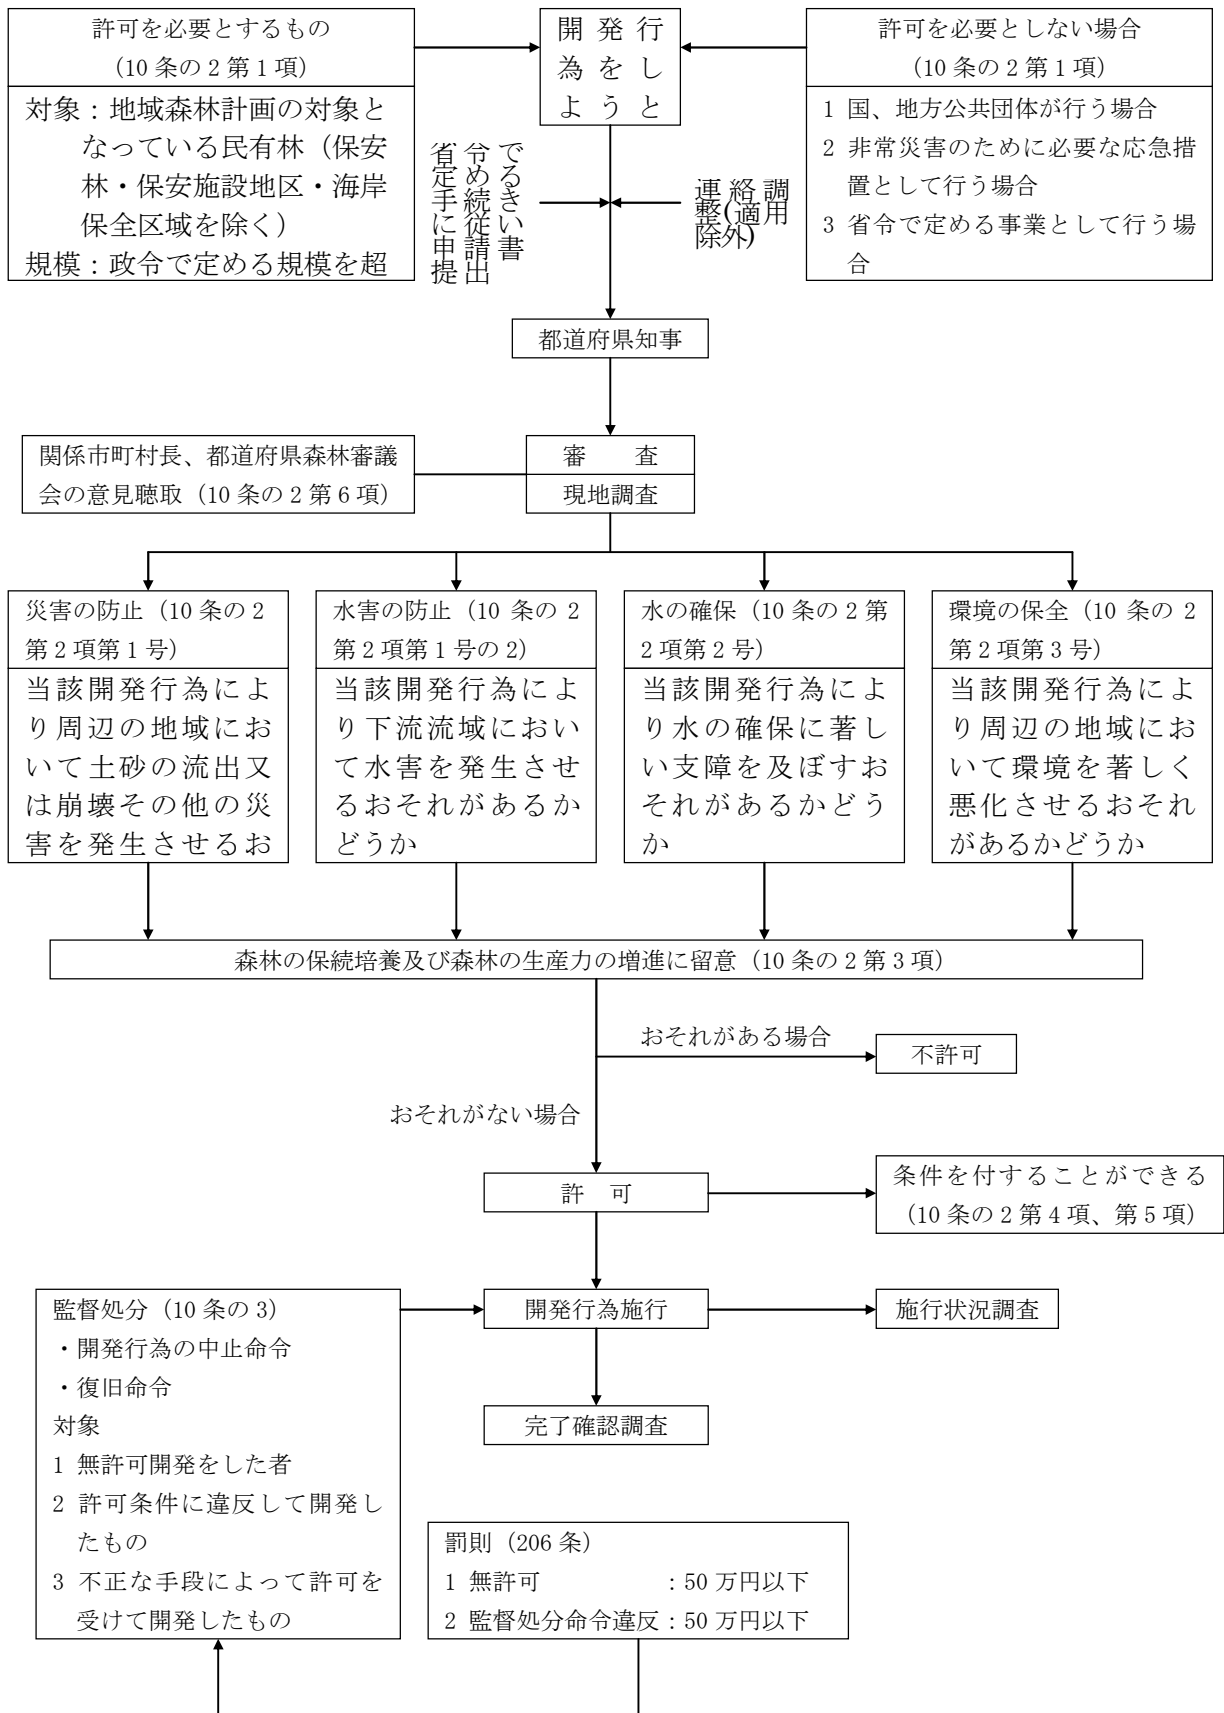 許可を必要とするもの
（10 条の 2 第 1 項）
対象：地域森林計画の対象と
なっている民有林（保安
林・保安施設地区・海岸
保全区域を除く）
規模：政令で定める規模を超
開発行
為をし
ようと
許可を必要としない場合
（10 条の 2 第 1 項）
1 国、地方公共団体が行う場合
2 非常災害のために必要な応急措
置として行う場合
3 省令で定める事業として行う場
合
省令で
定める
手続き
に従い
申請書
提出
連絡調
整(適用
除外)
都道府県知事
関係市町村長、都道府県森林審議
会の意見聴取（10 条の 2 第 6 項）
審　査
現地調査
災害の防止（10 条の 2
第 2 項第 1 号）
当該開発行為によ
り周辺の地域にお
いて土砂の流出又
は崩壊その他の災
害を発生させるお
水害の防止（10 条の 2
第 2 項第 1 号の 2）
当該開発行為によ
り下流流域におい
て水害を発生させ
るおそれがあるか
どうか
水の確保（10 条の 2 第
2 項第 2 号）
当該開発行為によ
り水の確保に著し
い支障を及ぼすお
それがあるかどう
か
環境の保全（10 条の 2
第 2 項第 3 号）
当該開発行為によ
り周辺の地域にお
いて環境を著しく
悪化させるおそれ
があるかどうか
森林の保続培養及び森林の生産力の増進に留意（10 条の 2 第 3 項）
おそれがある場合
不許可
おそれがない場合
許　可
条件を付することができる
（10 条の 2 第 4 項、第 5 項）
監督処分（10 条の 3）
・開発行為の中止命令
・復旧命令
対象
1 無許可開発をした者
2 許可条件に違反して開発し
たもの
3 不正な手段によって許可を
受けて開発したもの
開発行為施行
施行状況調査
完了確認調査
罰則（206 条）
1 無許可　　　　：50 万円以下
2 監督処分命令違反：50 万円以下